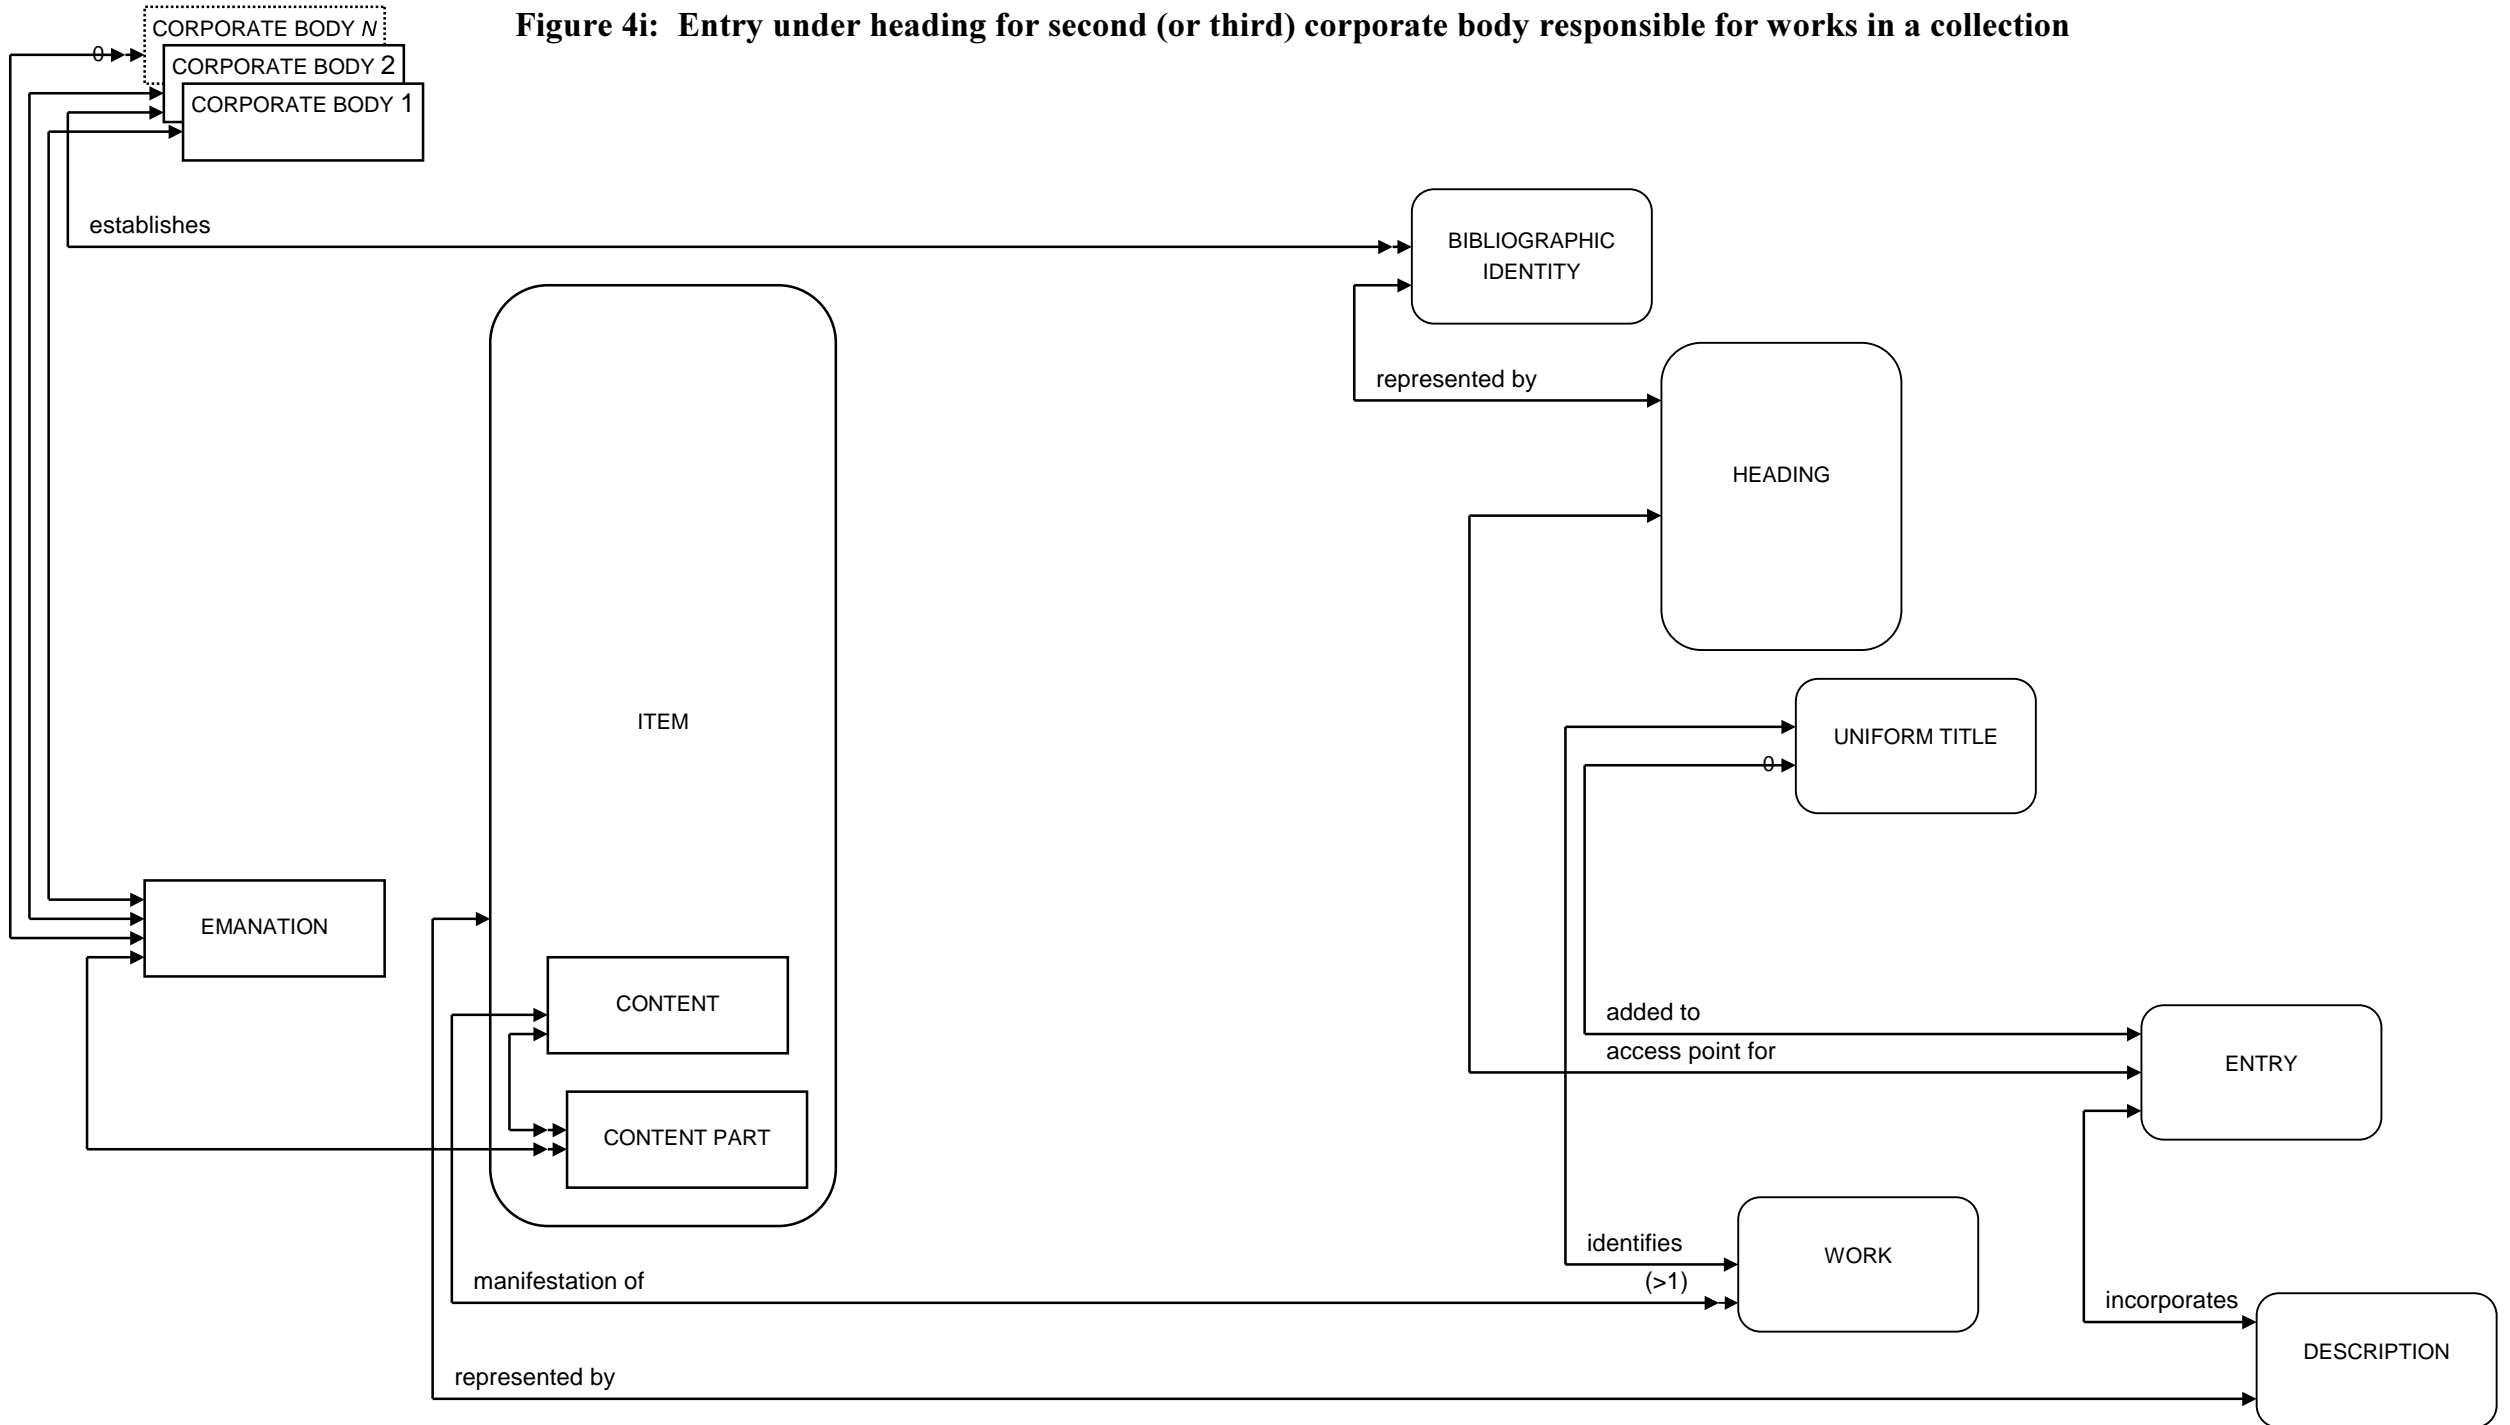 Figure 4i: Entry under heading for second (or third) corporate body responsible for works in a collection
CORPORATE BODY N
0
CORPORATE BODY 2
CORPORATE BODY 1
establishes
BIBLIOGRAPHIC
IDENTITY
represented by
HEADING
ITEM
UNIFORM TITLE
0
EMANATION
CONTENT
added to
access point for
ENTRY
CONTENT PART
identifies
WORK
manifestation of
(>1)
incorporates
DESCRIPTION
represented by